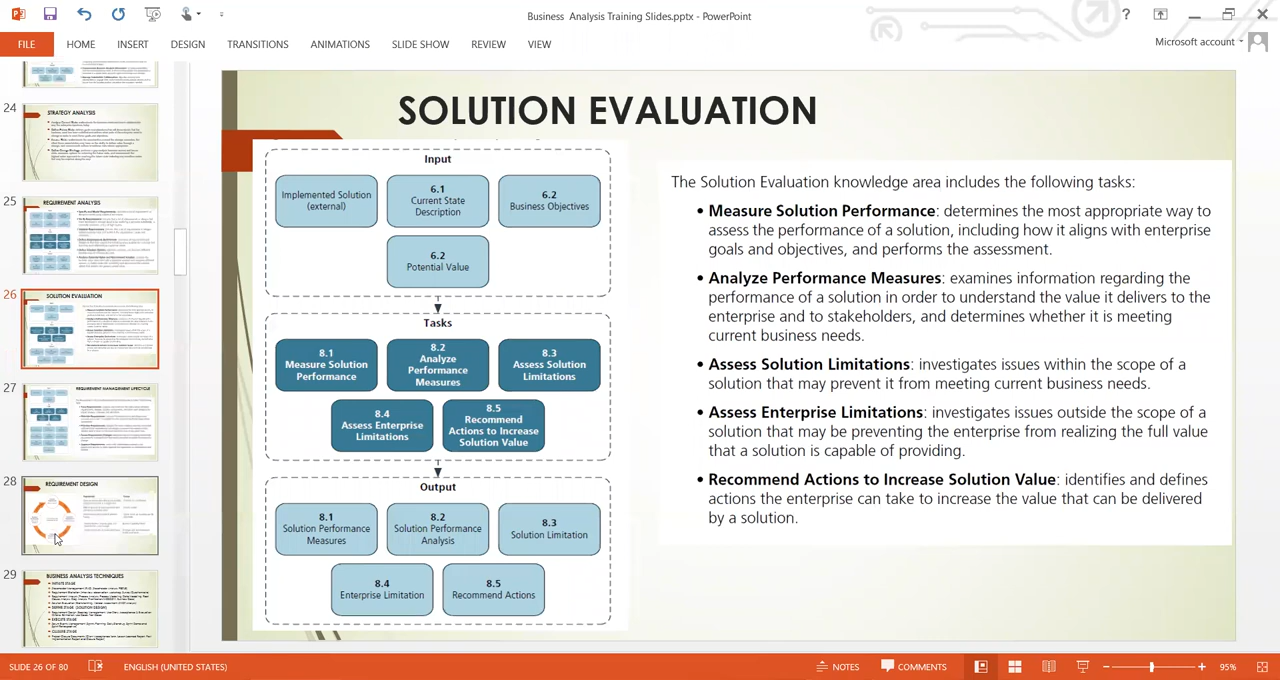 Business Analysis Training Slides.pptx - PowerPoint
?
FILE HOME INSERT DESIGN TRANSITIONS ANIMATIONS SLIDE SHOW REVIEW VIEW
Microsoft account
24
STRATEGY ANALYSIS
25
REQUIREMENT ANALYSIS
26
SOLUTION EVALUATION
27
REQUIREMENT MANAGEMENT LIFECYCLE
28
REQUIREMENT DESIGN
29
BUSINESS ANALYSIS TECHNIQUES
SOLUTION EVALUATION
Input
Implemented Solution
(external)
6.1
Current State
Description
6.2
Business Objectives
6.2
Potential Value
Tasks
8.1
Measure Solution
Performance
8.2
Analyze
Performance
Measures
8.3
Assess Solution
Limitations
8.4
Assess Enterprise
Limitations
8.5
Recommend
Actions to Increase
Solution Value
Output
8.1
Solution Performance
Measures
8.2
Solution Performance
Analysis
8.3
Solution Limitation
8.4
Enterprise Limitation
8.5
Recommend Actions
The Solution Evaluation knowledge area includes the following tasks:
• Measure Solution Performance: determines the most appropriate way to
assess the performance of a solution, including how it aligns with enterprise
goals and objectives, and performs the assessment.
• Analyze Performance Measures: examines information regarding the
performance of a solution in order to understand the value it delivers to the
enterprise and to stakeholders, and determines whether it is meeting
current business needs.
• Assess Solution Limitations: investigates issues within the scope of a
solution that may prevent it from meeting current business needs.
• Assess Enterprise Limitations: investigates issues outside the scope of a
solution that may be preventing the enterprise from realizing the full value
that a solution is capable of providing.
• Recommend Actions to Increase Solution Value: identifies and defines
actions the enterprise can take to increase the value that can be delivered
by a solution.
SLIDE 26 OF 80 ENGLISH (UNITED STATES) NOTES COMMENTS 95%